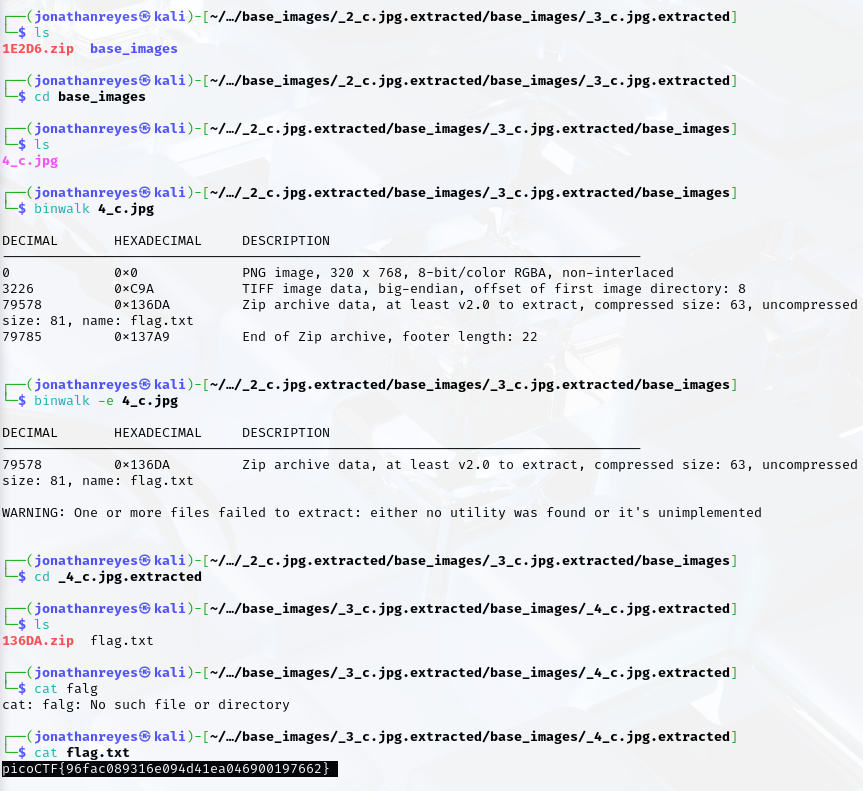 ┌──(jonathanreyes㉿kali)-[~/…/base_images/_2_c.jpg.extracted/base_images/_3_c.jpg.extracted]
└─$ ls
1E2D6.zip  base_images
┌──(jonathanreyes㉿kali)-[~/…/base_images/_2_c.jpg.extracted/base_images/_3_c.jpg.extracted]
└─$ cd base_images
┌──(jonathanreyes㉿kali)-[~/…/_2_c.jpg.extracted/base_images/_3_c.jpg.extracted/base_images]
└─$ ls
4_c.jpg
┌──(jonathanreyes㉿kali)-[~/…/_2_c.jpg.extracted/base_images/_3_c.jpg.extracted/base_images]
└─$ binwalk 4_c.jpg
DECIMAL       HEXADECIMAL     DESCRIPTION
--------------------------------------------------------------------------------
0             0x0             PNG image, 320 x 768, 8-bit/color RGBA, non-interlaced
3226          0xC9A           TIFF image data, big-endian, offset of first image directory: 8
79578         0x136DA         Zip archive data, at least v2.0 to extract, compressed size: 63, uncompressed
size: 81, name: flag.txt
79785         0x137A9         End of Zip archive, footer length: 22
┌──(jonathanreyes㉿kali)-[~/…/_2_c.jpg.extracted/base_images/_3_c.jpg.extracted/base_images]
└─$ binwalk -e 4_c.jpg
DECIMAL       HEXADECIMAL     DESCRIPTION
--------------------------------------------------------------------------------
79578         0x136DA         Zip archive data, at least v2.0 to extract, compressed size: 63, uncompressed
size: 81, name: flag.txt
WARNING: One or more files failed to extract: either no utility was found or it's unimplemented
┌──(jonathanreyes㉿kali)-[~/…/_2_c.jpg.extracted/base_images/_3_c.jpg.extracted/base_images]
└─$ cd _4_c.jpg.extracted
┌──(jonathanreyes㉿kali)-[~/…/base_images/_3_c.jpg.extracted/base_images/_4_c.jpg.extracted]
└─$ ls
136DA.zip  flag.txt
┌──(jonathanreyes㉿kali)-[~/…/base_images/_3_c.jpg.extracted/base_images/_4_c.jpg.extracted]
└─$ cat falg
cat: falg: No such file or directory
┌──(jonathanreyes㉿kali)-[~/…/base_images/_3_c.jpg.extracted/base_images/_4_c.jpg.extracted]
└─$ cat flag.txt
picoCTF{96fac089316e094d41ea046900197662}